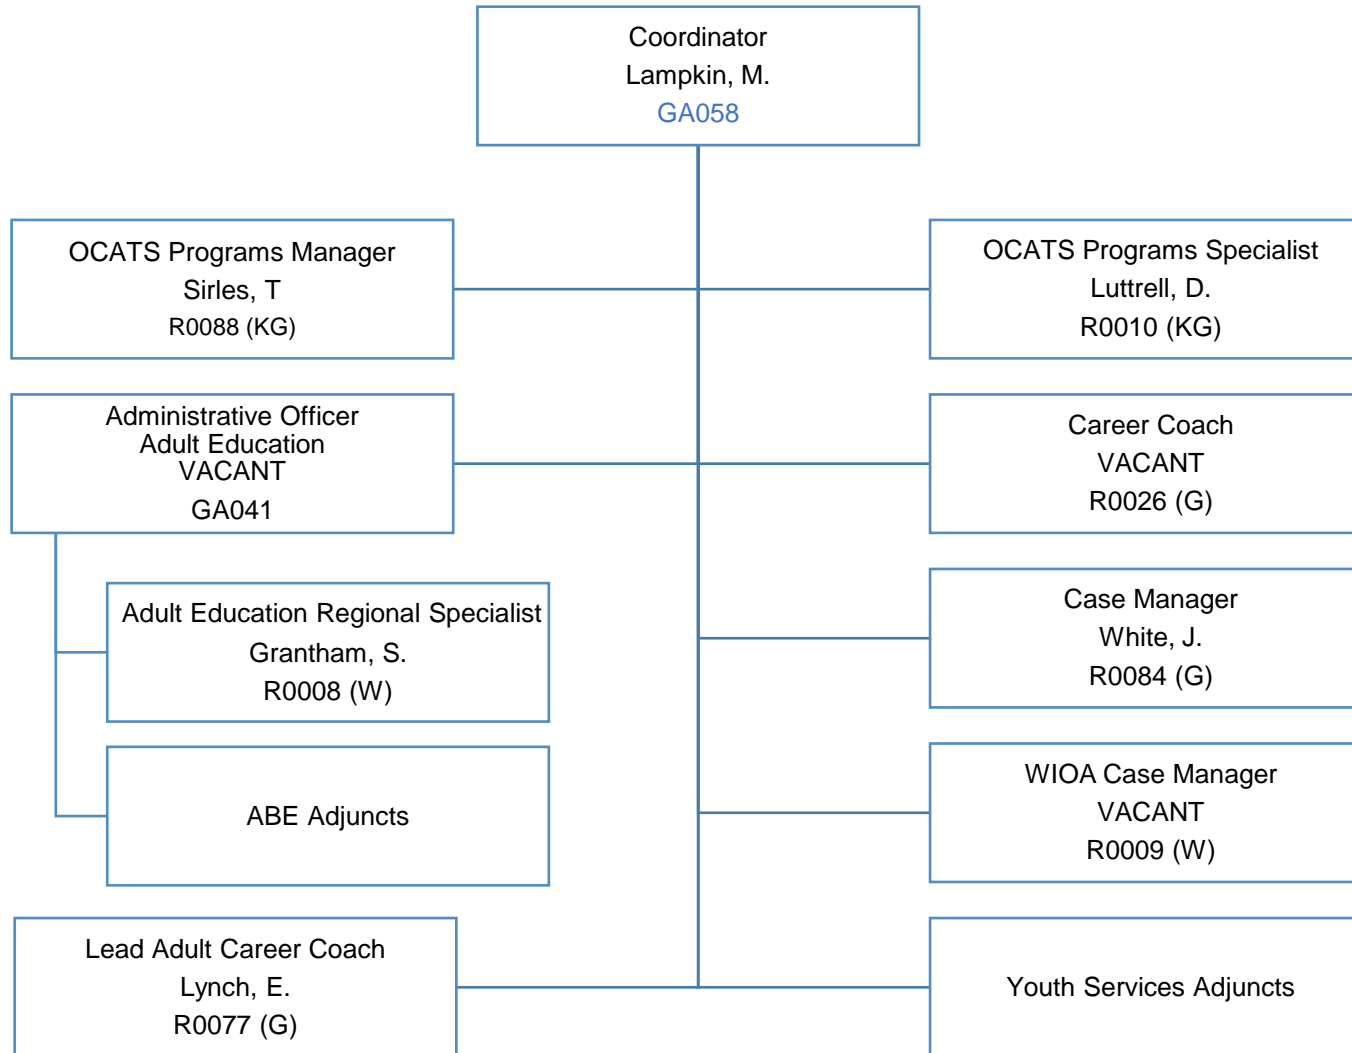 Coordinator
Lampkin, M.
GA058
OCATS Programs Manager
Sirles, T
R0088 (KG)
OCATS Programs Specialist
Luttrell, D.
R0010 (KG)
Administrative Officer
Adult Education
VACANT
GA041
Career Coach
VACANT
R0026 (G)
Adult Education Regional Specialist
Grantham, S.
R0008 (W)
Case Manager
White, J.
R0084 (G)
ABE Adjuncts
WIOA Case Manager
VACANT
R0009 (W)
Lead Adult Career Coach
Lynch, E.
R0077 (G)
Youth Services Adjuncts